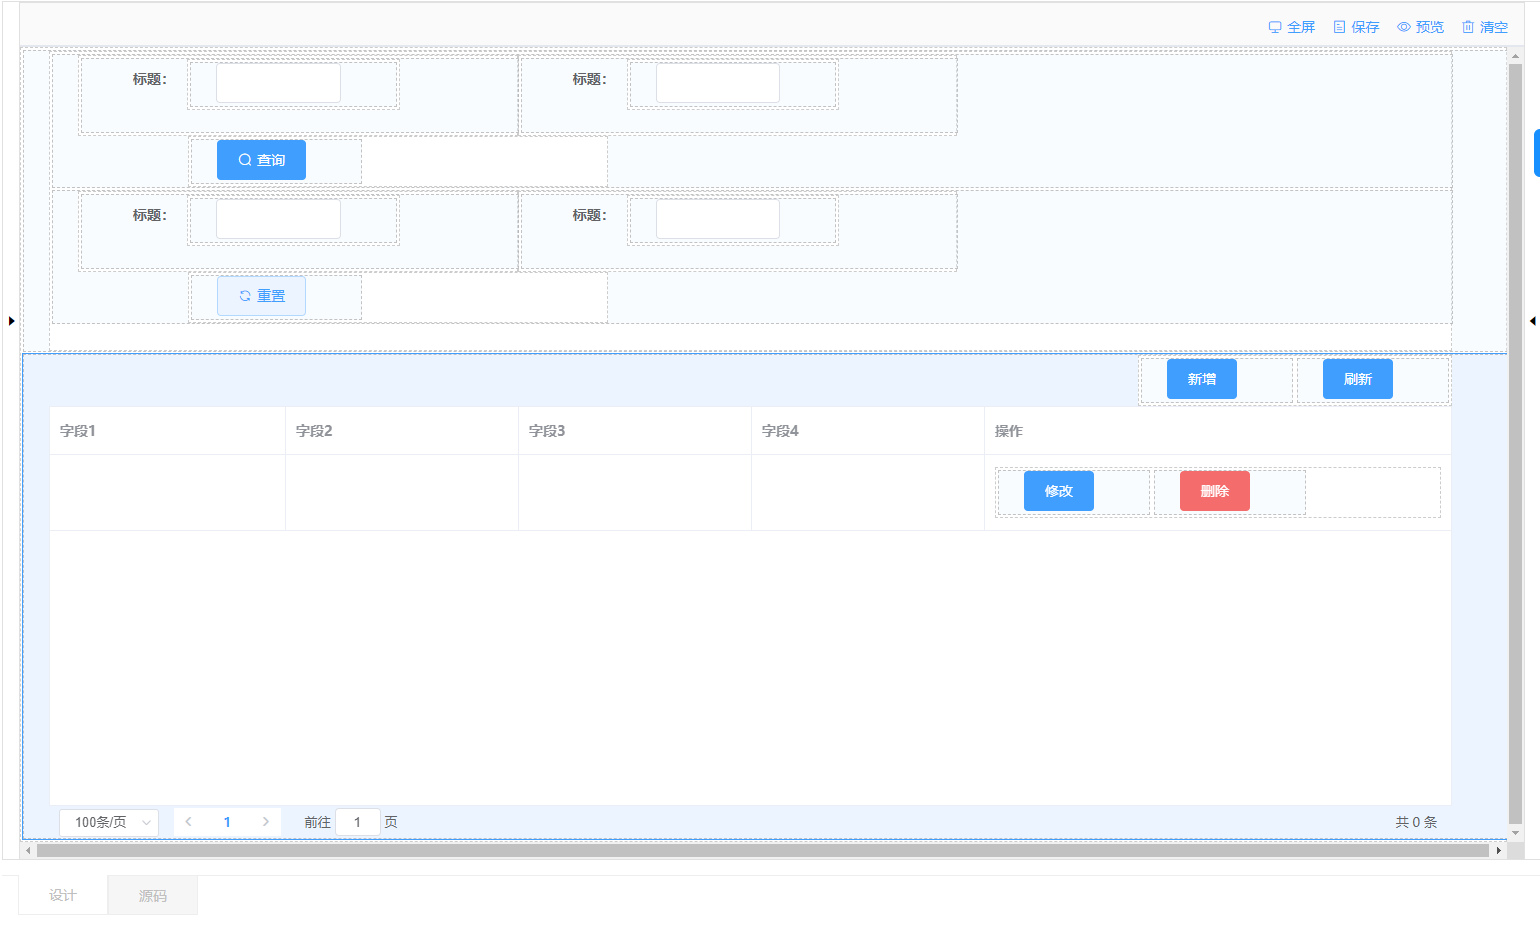 全屏 保存 预览 清空
标题： 标题：
查询
标题： 标题：
重置
新增 刷新
字段1 字段2 字段3 字段4 操作
修改 删除
100条/页 1 前往 1 页 共 0 条
设计 源码